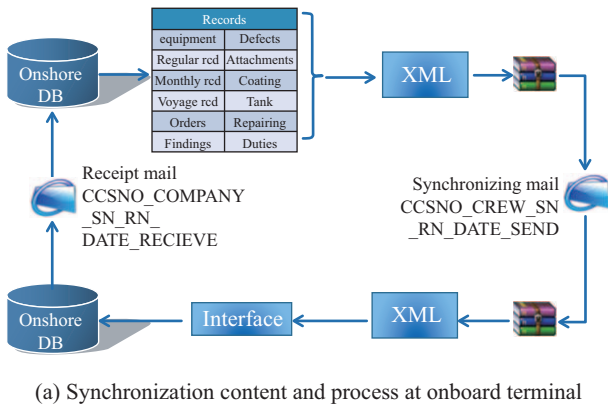 Records
equipment Defects
Regular rcd Attachments
Monthly rcd Coating
Voyage rcd Tank
Orders Repairing
Findings Duties
Onshore
DB
XML
Receipt mail
CCSNO_COMPANY
_SN_RN_
DATE_RECIEVE
Synchronizing mail
CCSNO_CREW_SN
_RN_DATE_SEND
Onshore
DB
Interface
XML
(a) Synchronization content and process at onboard terminal